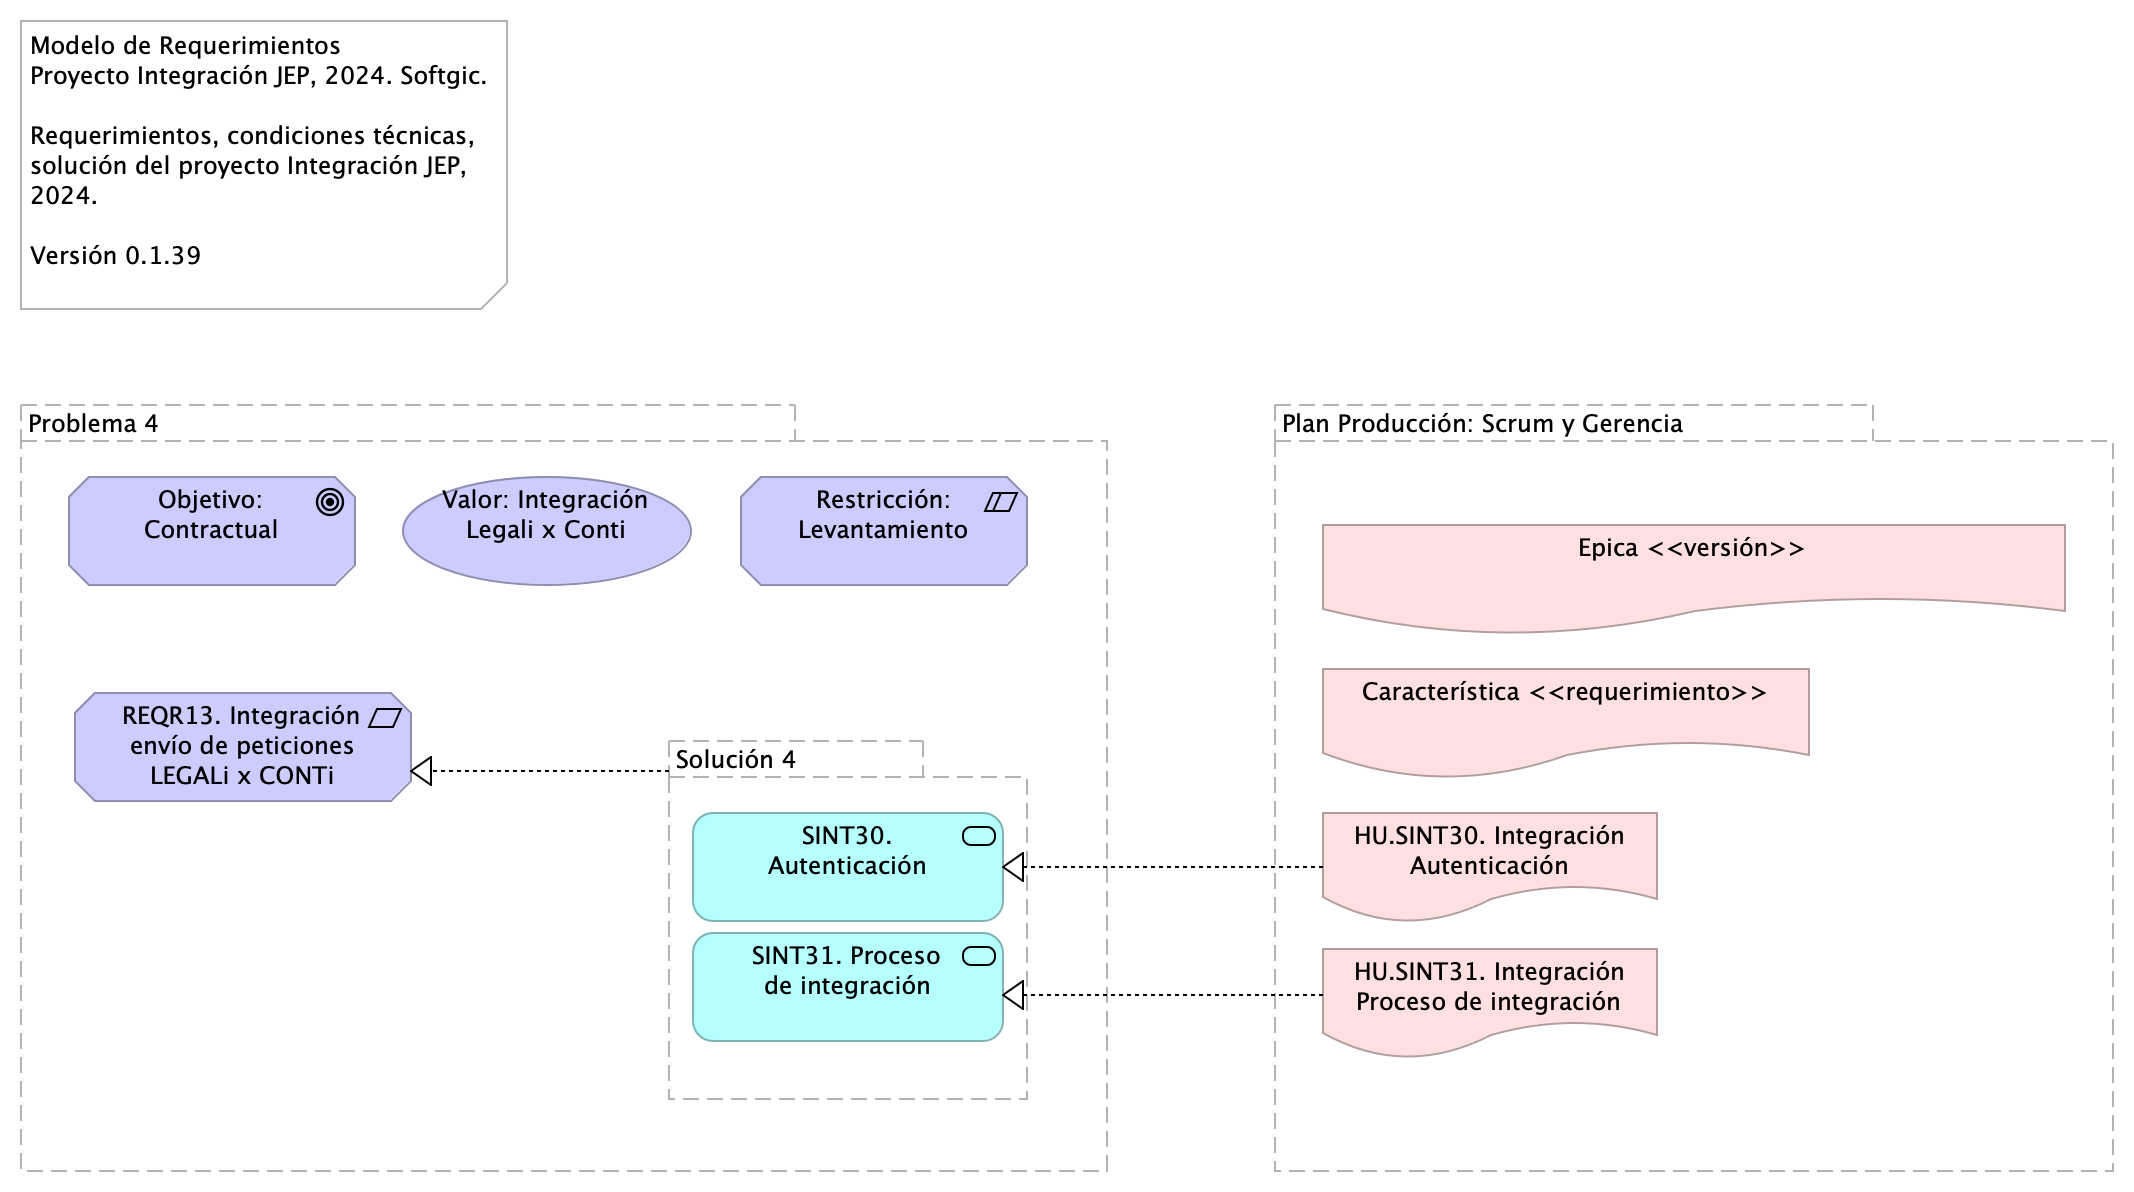 Modelo de Requerimientos
Proyecto Integración JEP, 2024. Softgic.
Requerimientos, condiciones técnicas,
solución del proyecto Integración JEP,
2024.
Versión 0.1.39
Problema 4
Objetivo:
Contractual
Valor: Integración
Legali x Conti
Restricción:
Levantamiento
REQR13. Integración
envío de peticiones
LEGALi x CONTi
Solución 4
SINT30.
Autenticación
SINT31. Proceso
de integración
Plan Producción: Scrum y Gerencia
Epica <<versión>>
Característica <<requerimiento>>
HU.SINT30. Integración
Autenticación
HU.SINT31. Integración
Proceso de integración